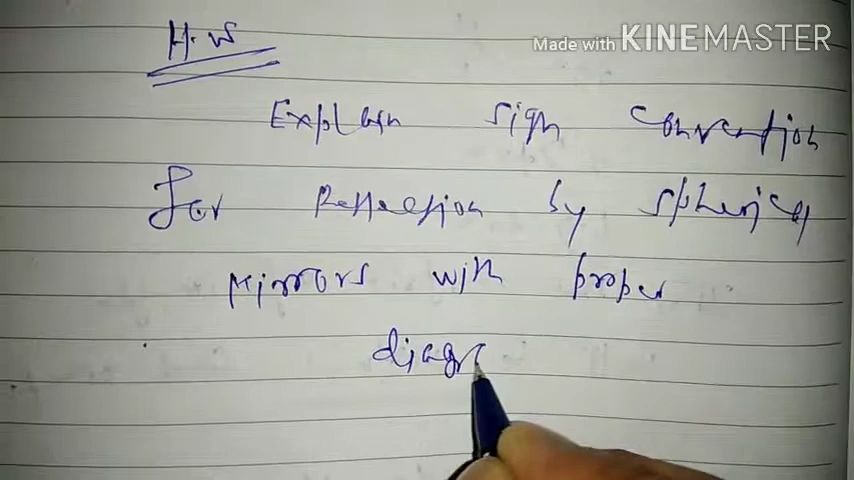 Made with KINEMASTER
H.W
Explain sign convention
for Reflection by spherical
Mirrors with proper
diagr